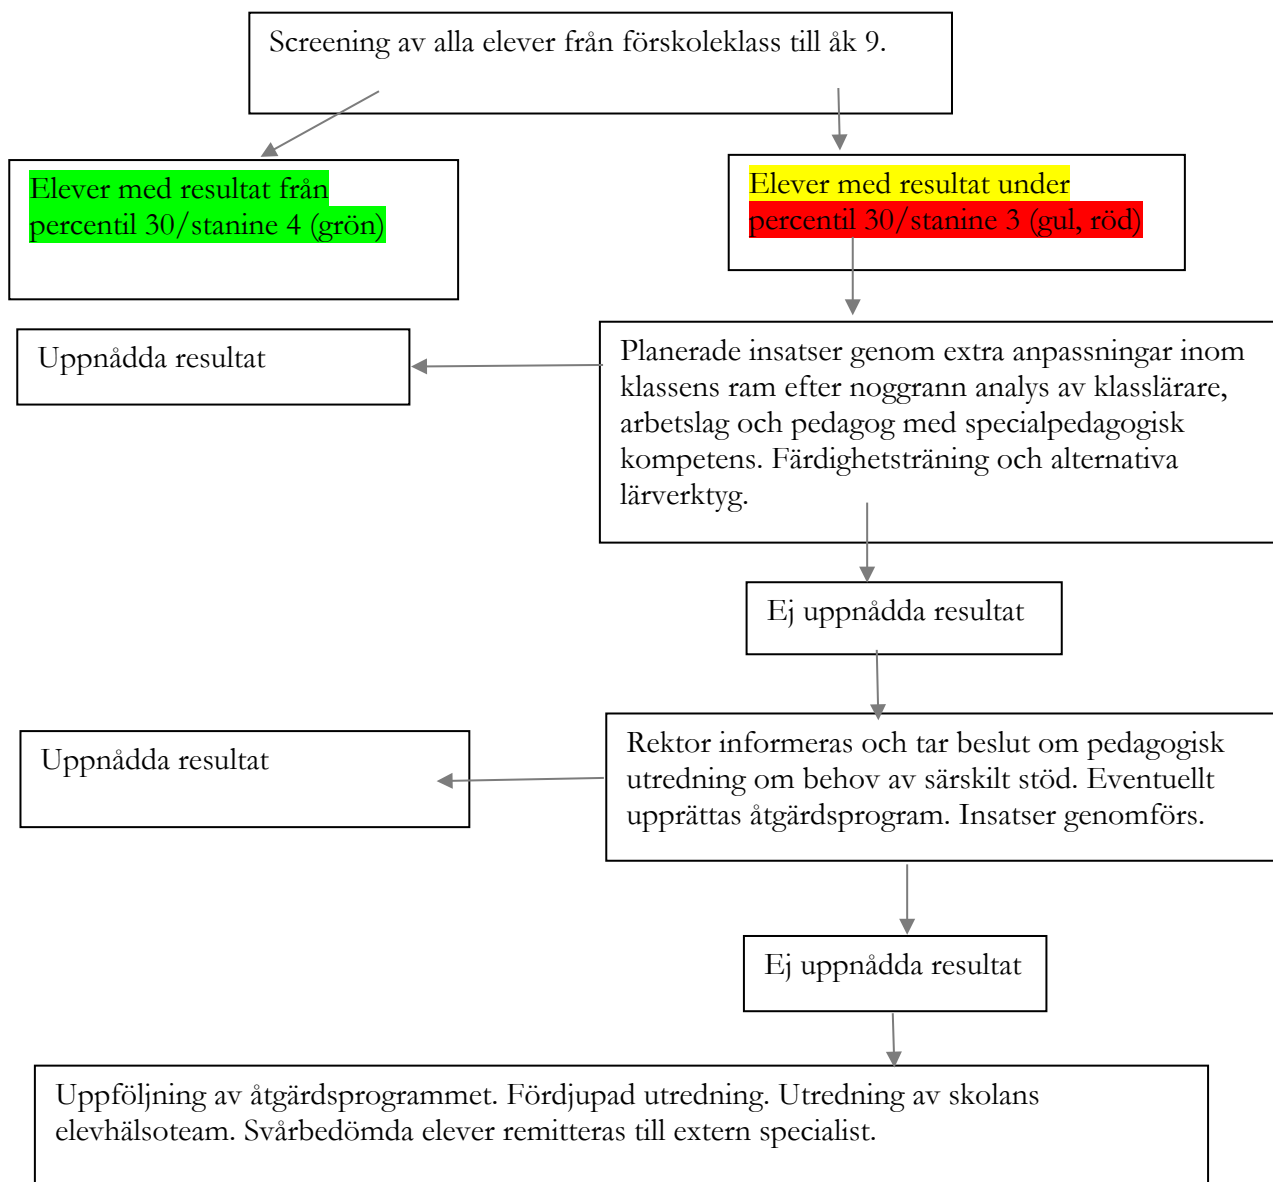 Screening av alla elever från förskoleklass till åk 9.
Elever med resultat från
percentil 30/stanine 4 (grön)
Elever med resultat under
percentil 30/stanine 3 (gul, röd)
Uppnådda resultat
Planerade insatser genom extra anpassningar inom
klassens ram efter noggrann analys av klasslärare,
arbetslag och pedagog med specialpedagogisk
kompetens. Färdighetsträning och alternativa
lärverktyg.
Ej uppnådda resultat
Uppnådda resultat
Rektor informeras och tar beslut om pedagogisk
utredning om behov av särskilt stöd. Eventuellt
upprättas åtgärdsprogram. Insatser genomförs.
Ej uppnådda resultat
Uppföljning av åtgärdsprogrammet. Fördjupad utredning. Utredning av skolans
elevhälsoteam. Svårbedömda elever remitteras till extern specialist.